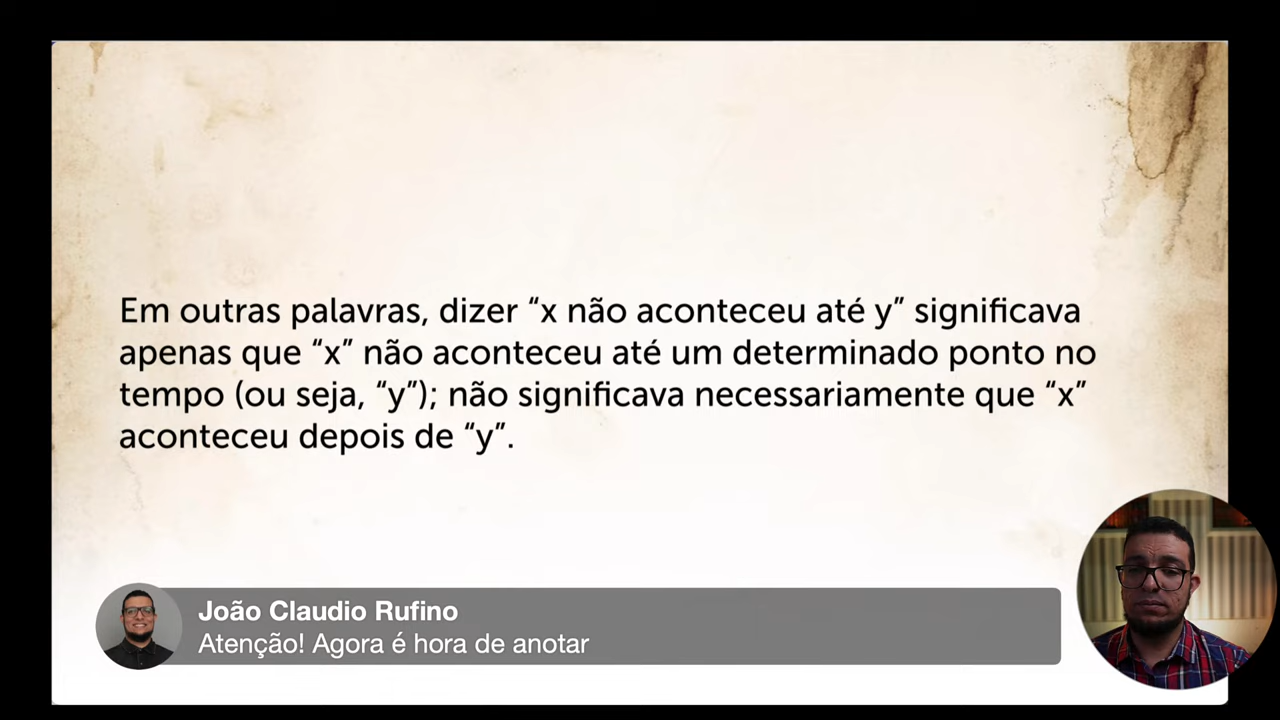 Em outras palavras, dizer “x não aconteceu até y” significava
apenas que “x” não aconteceu até um determinado ponto no
tempo (ou seja, “y”); não significava necessariamente que “x”
aconteceu depois de “y”.
João Claudio Rufino
Atenção! Agora é hora de anotar